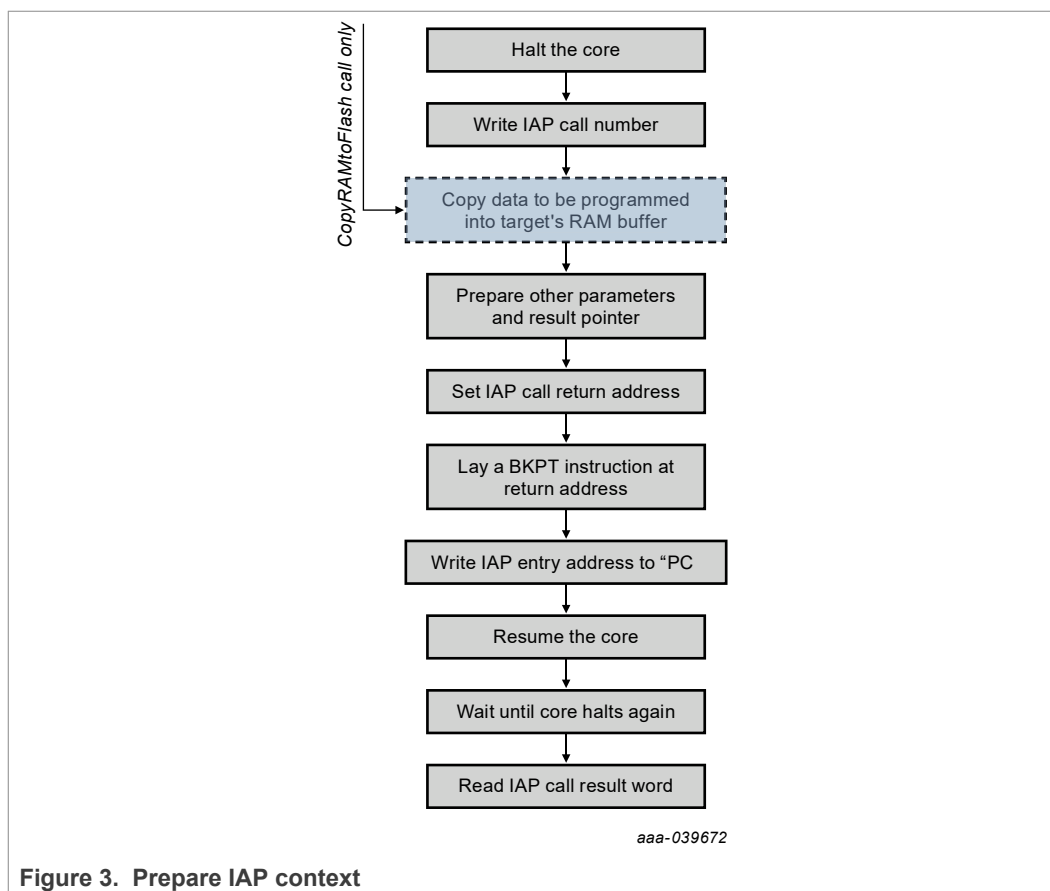 CopyRAMtoFlash call only
Halt the core
Write IAP call number
Copy data to be programmed
into target's RAM buffer
Prepare other parameters
and result pointer
Set IAP call return address
Lay a BKPT instruction at
return address
Write IAP entry address to “PC
Resume the core
Wait until core halts again
Read IAP call result word
aaa-039672
Figure 3. Prepare IAP context